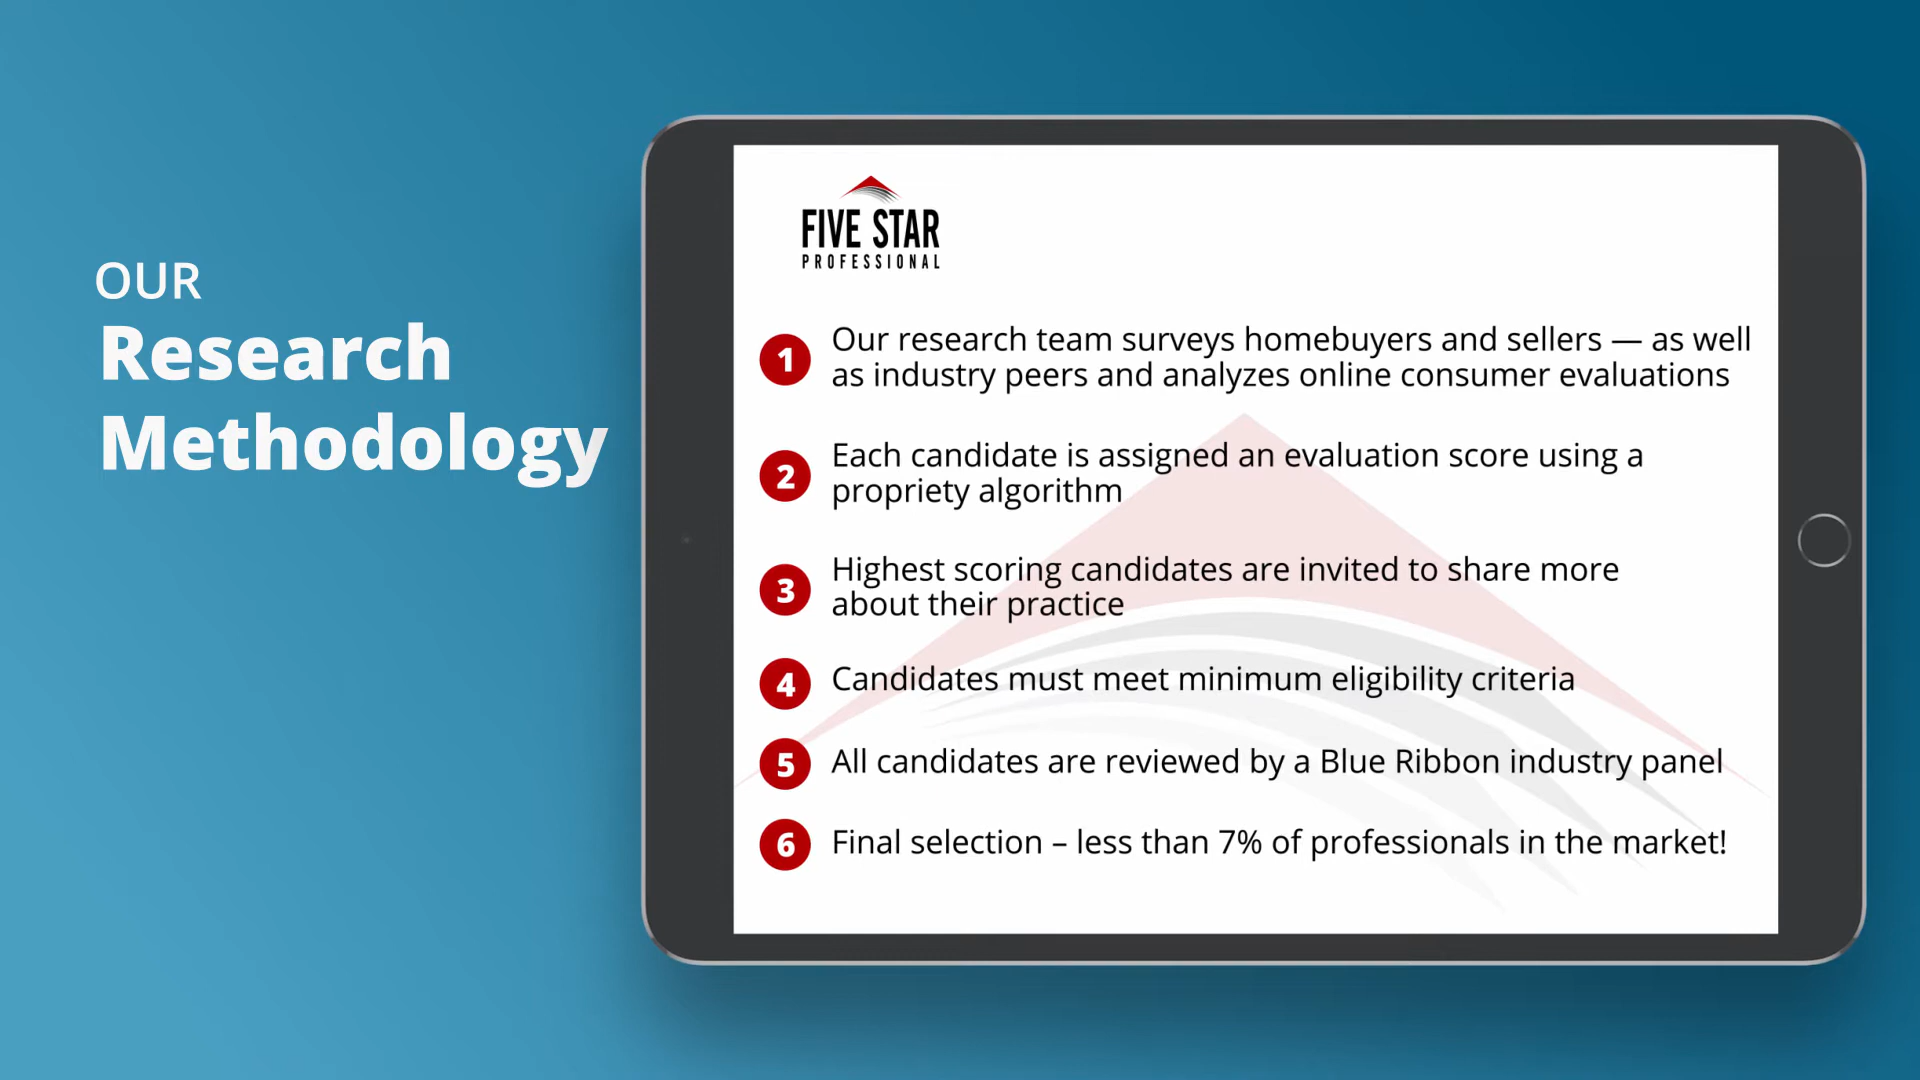 OUR
Research
Methodology
FIVE STAR
PROFESSIONAL
1 Our research team surveys homebuyers and sellers — as well
as industry peers and analyzes online consumer evaluations
2 Each candidate is assigned an evaluation score using a
propriety algorithm
3 Highest scoring candidates are invited to share more
about their practice
4 Candidates must meet minimum eligibility criteria
5 All candidates are reviewed by a Blue Ribbon industry panel
6 Final selection – less than 7% of professionals in the market!